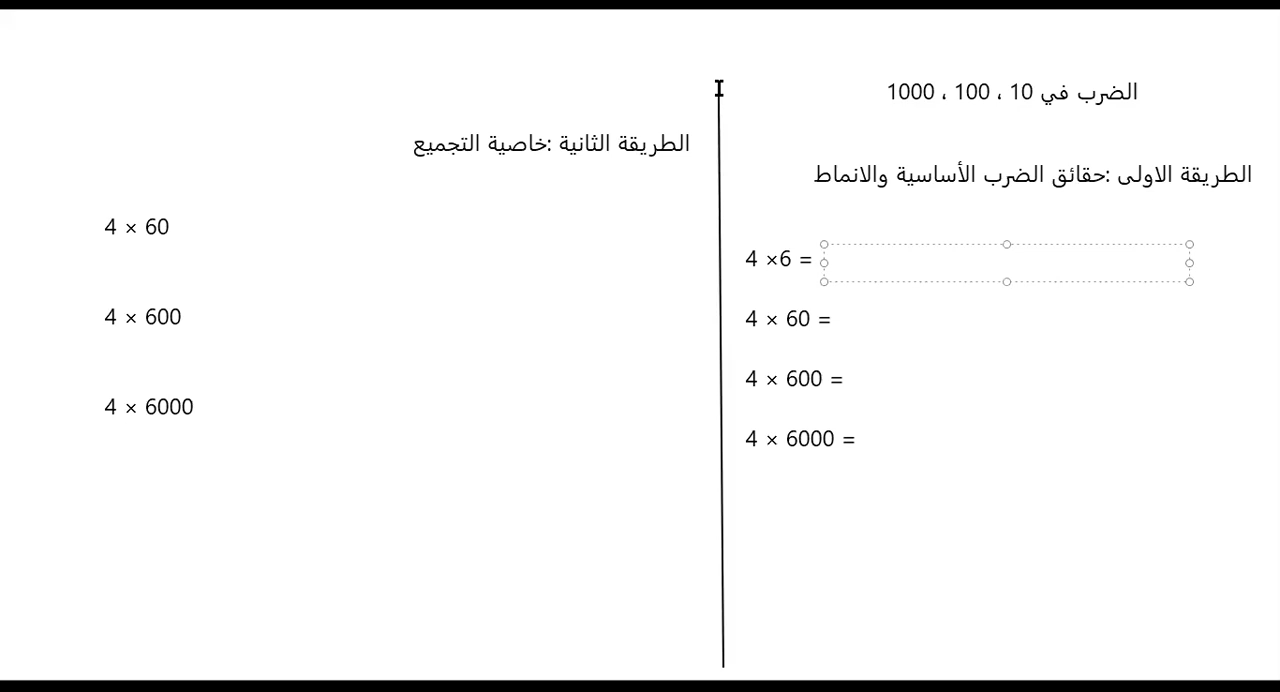 الضرب في 10 ، 100 ، 1000
الطريقة الاولى :حقائق الضرب الأساسية والانماط
4 ×6 =
4 × 60 =
4 × 600 =
4 × 6000 =
الطريقة الثانية :خاصية التجميع
4 × 60
4 × 600
4 × 6000